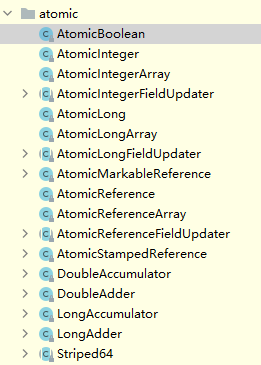 atomic
AtomicBoolean
AtomicInteger
AtomicIntegerArray
AtomicIntegerFieldUpdater
AtomicLong
AtomicLongArray
AtomicLongFieldUpdater
AtomicMarkableReference
AtomicReference
AtomicReferenceArray
AtomicReferenceFieldUpdater
AtomicStampedReference
DoubleAccumulator
DoubleAdder
LongAccumulator
LongAdder
Striped64